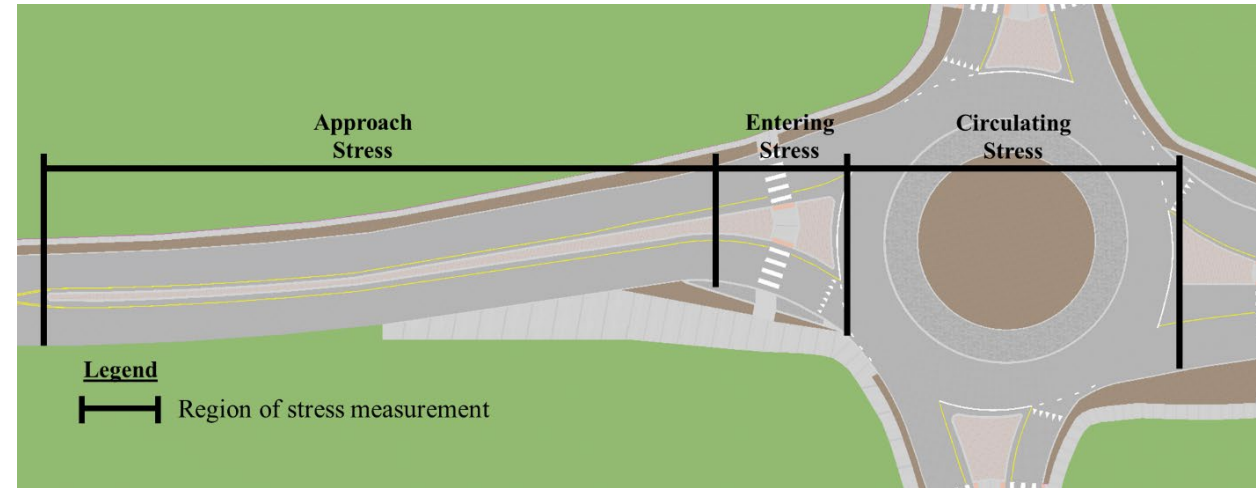 Approach
Stress
Entering
Stress
Circulating
Stress
Legend
Region of stress measurement